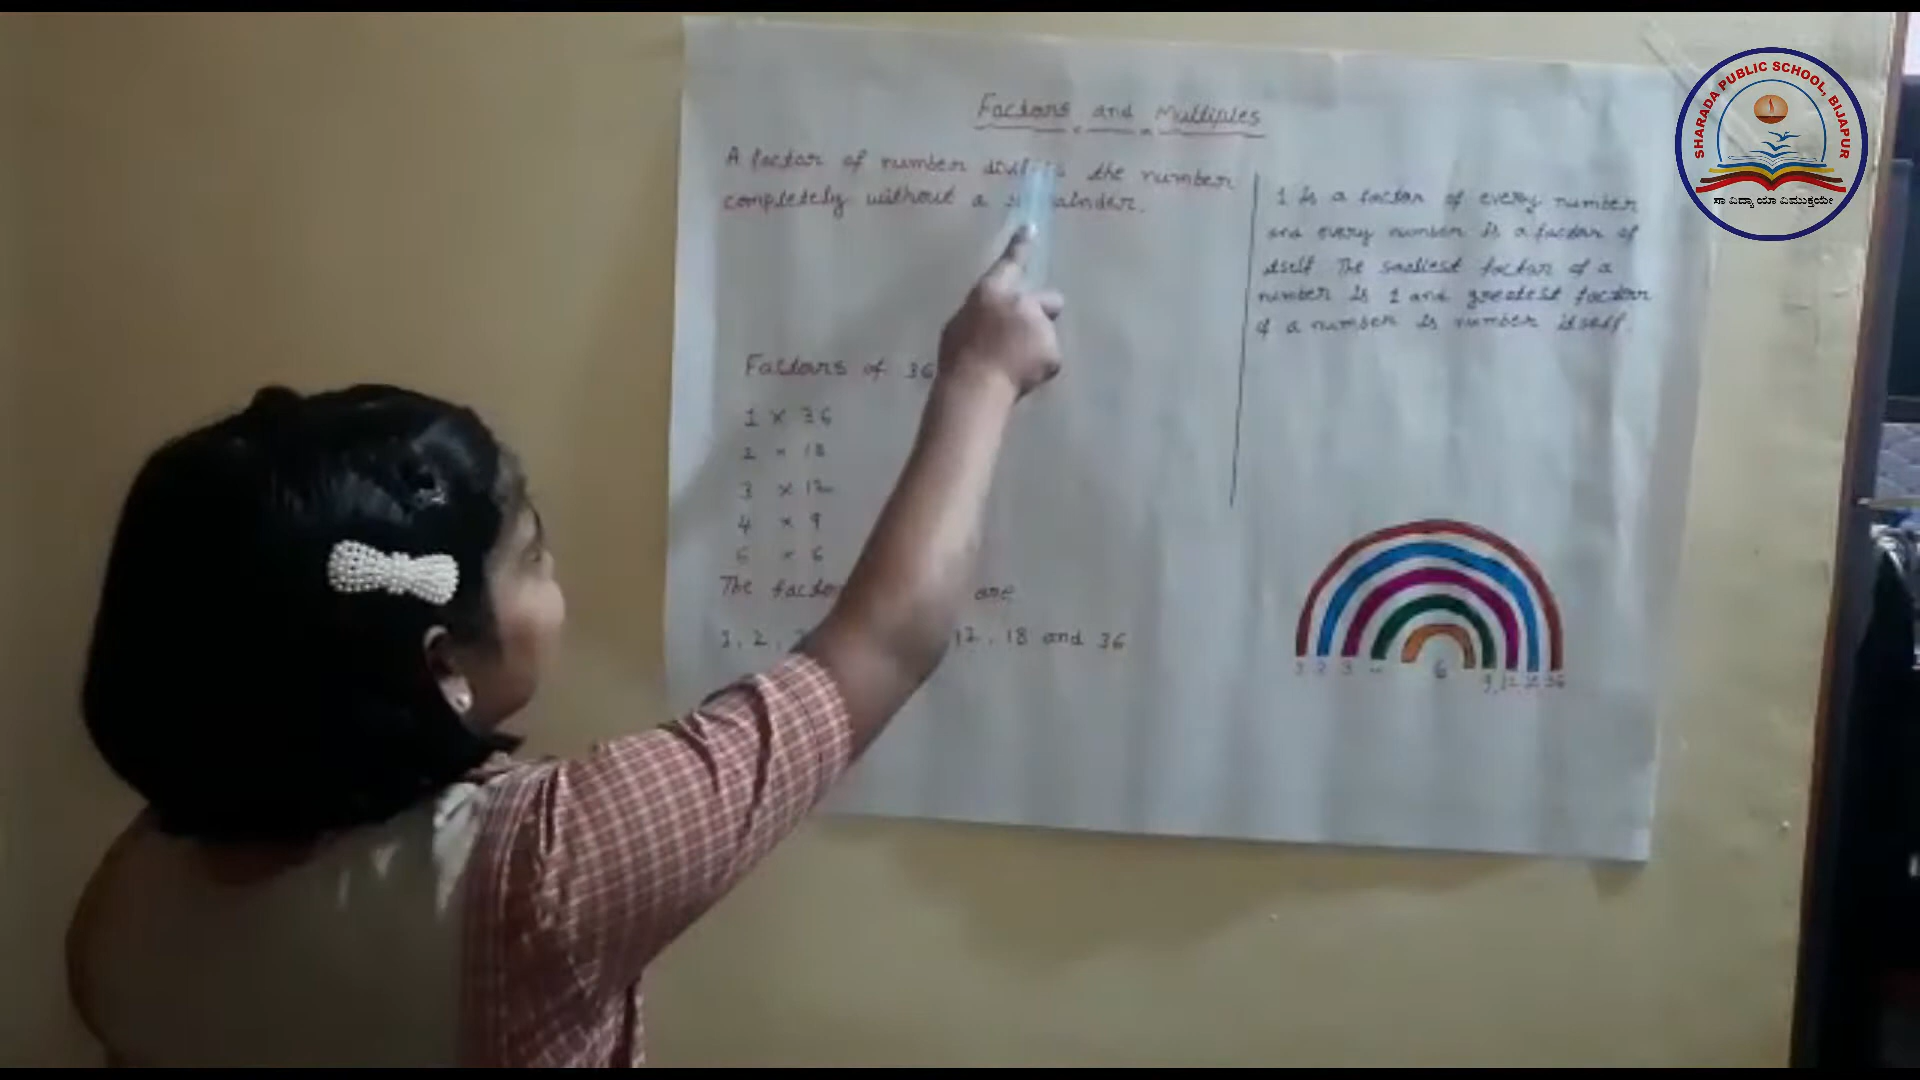 Factors and Multiples
A factor of number the number
completely without a
1 is a factor of every number
and every number is a factor of
itself. The smallest factor of a
number is 1 and greatest factor
of a number is number itself.
Factors of 36
1 × 36
2 × 18
3 × 12
4 × 9
6 × 6
The are
1, 2, 12, 18 and 36
1 2 3 4 6 9 12 18 36
SHARADA PUBLIC SCHOOL, BIJAPUR
ಸಾ ವಿದ್ಯಾ ಯಾ ವಿಮುಕ್ತಯೇ